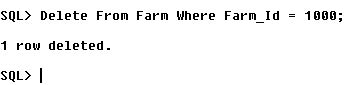 SQL> Delete From Farm Where Farm_Id = 1000;
1 row deleted.
SQL>